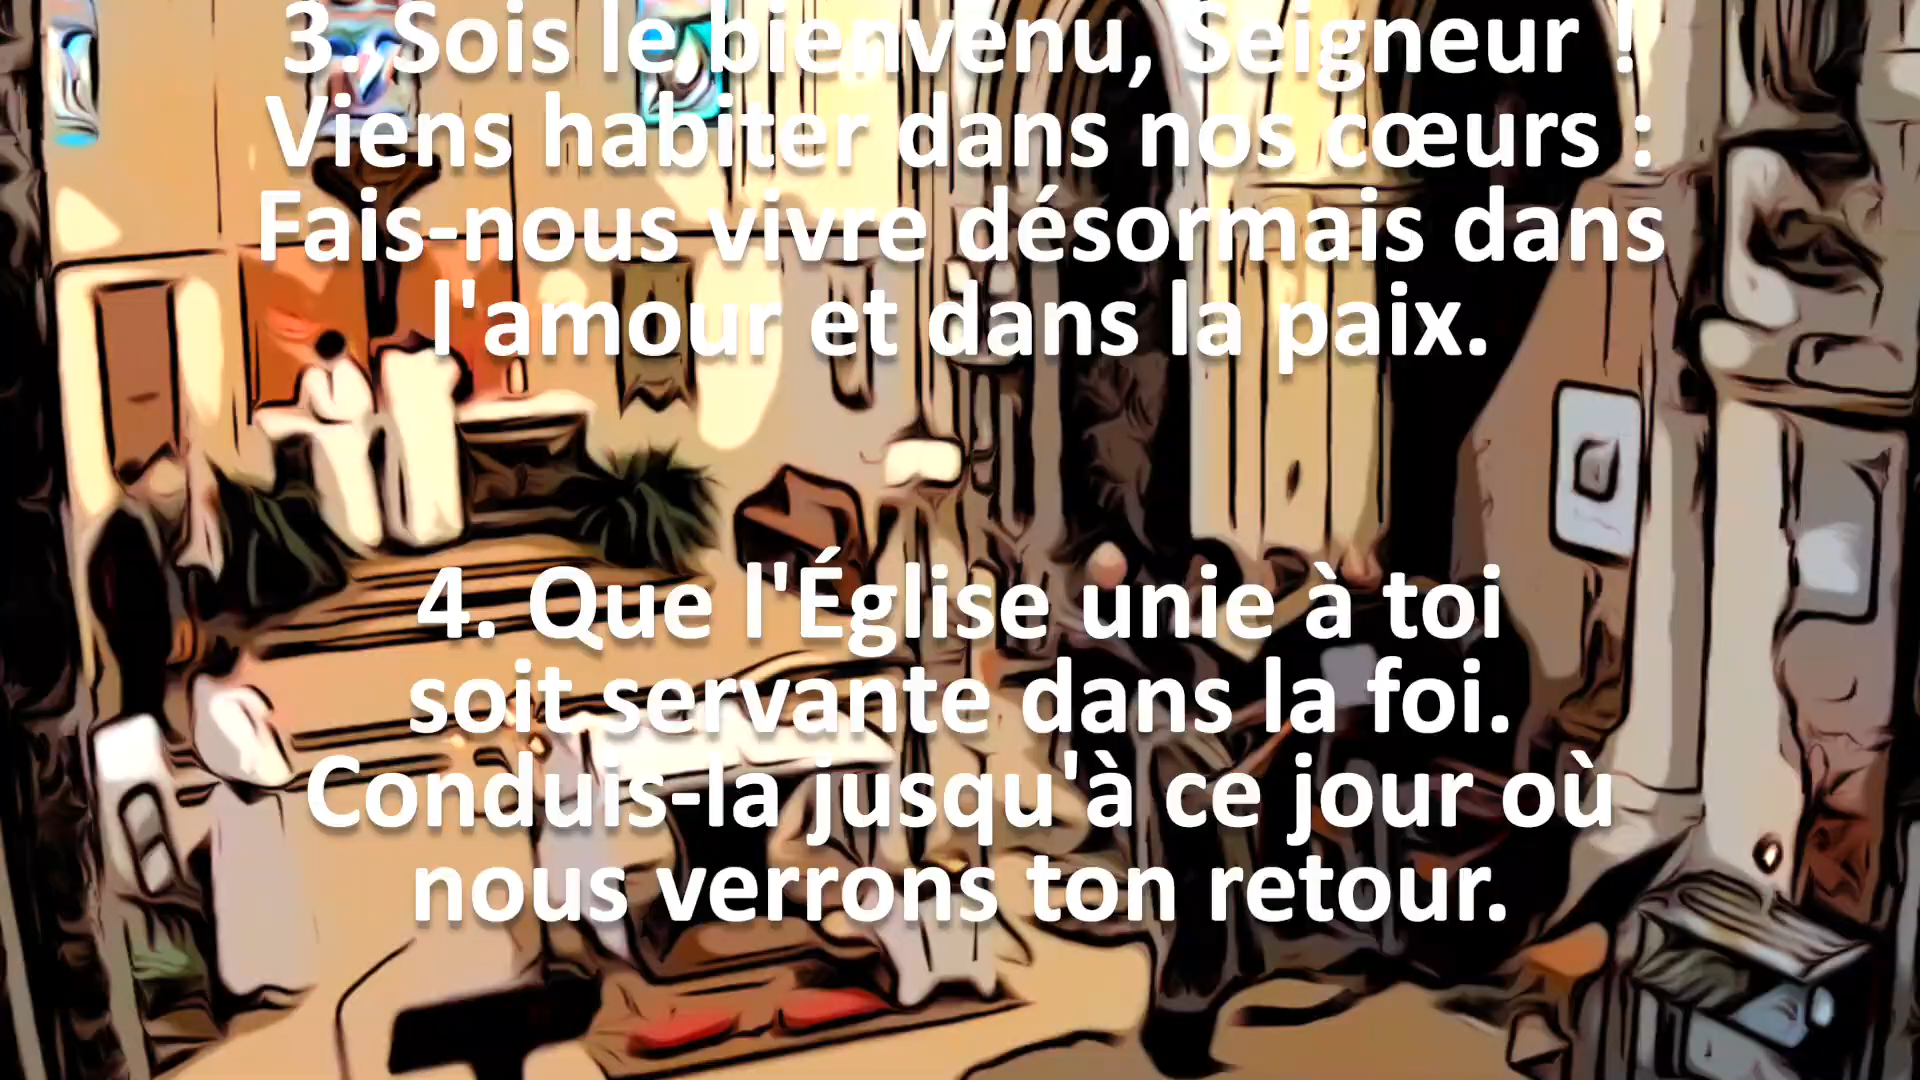 3. Sois le bienvenu, Seigneur !
Viens habiter dans nos cœurs :
Fais-nous vivre désormais dans
l'amour et dans la paix.
4. Que l'Église unie à toi
soit servante dans la foi.
Conduis-la jusqu'à ce jour où
nous verrons ton retour.